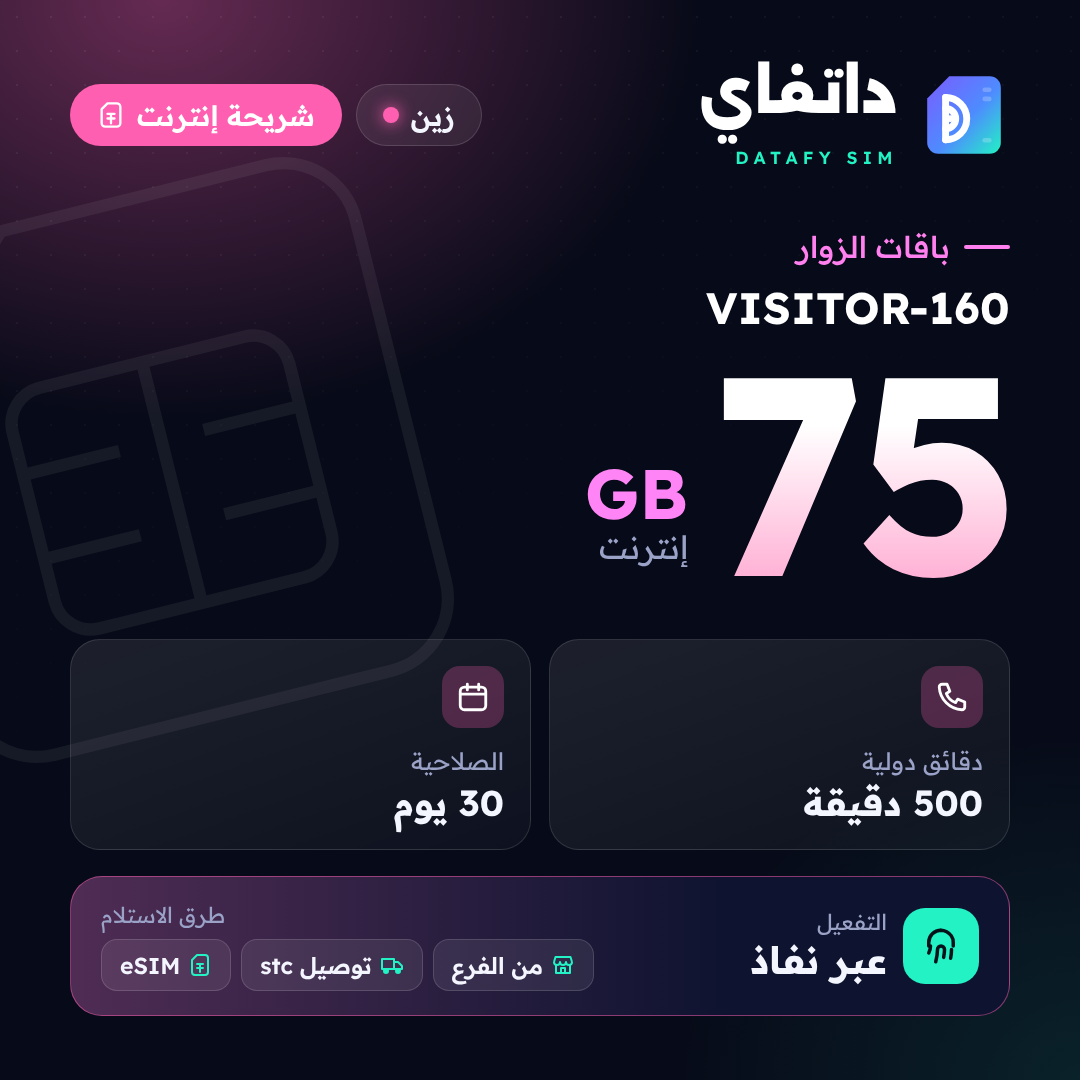 داتفاي
DATAFY SIM
زين
شريحة إنترنت
باقات الزوار
VISITOR-160
75
GB
إنترنت
دقائق دولية
500 دقيقة
الصلاحية
30 يوم
التفعيل
عبر نفاذ
طرق الاستلام
من الفرع
توصيل stc
eSIM